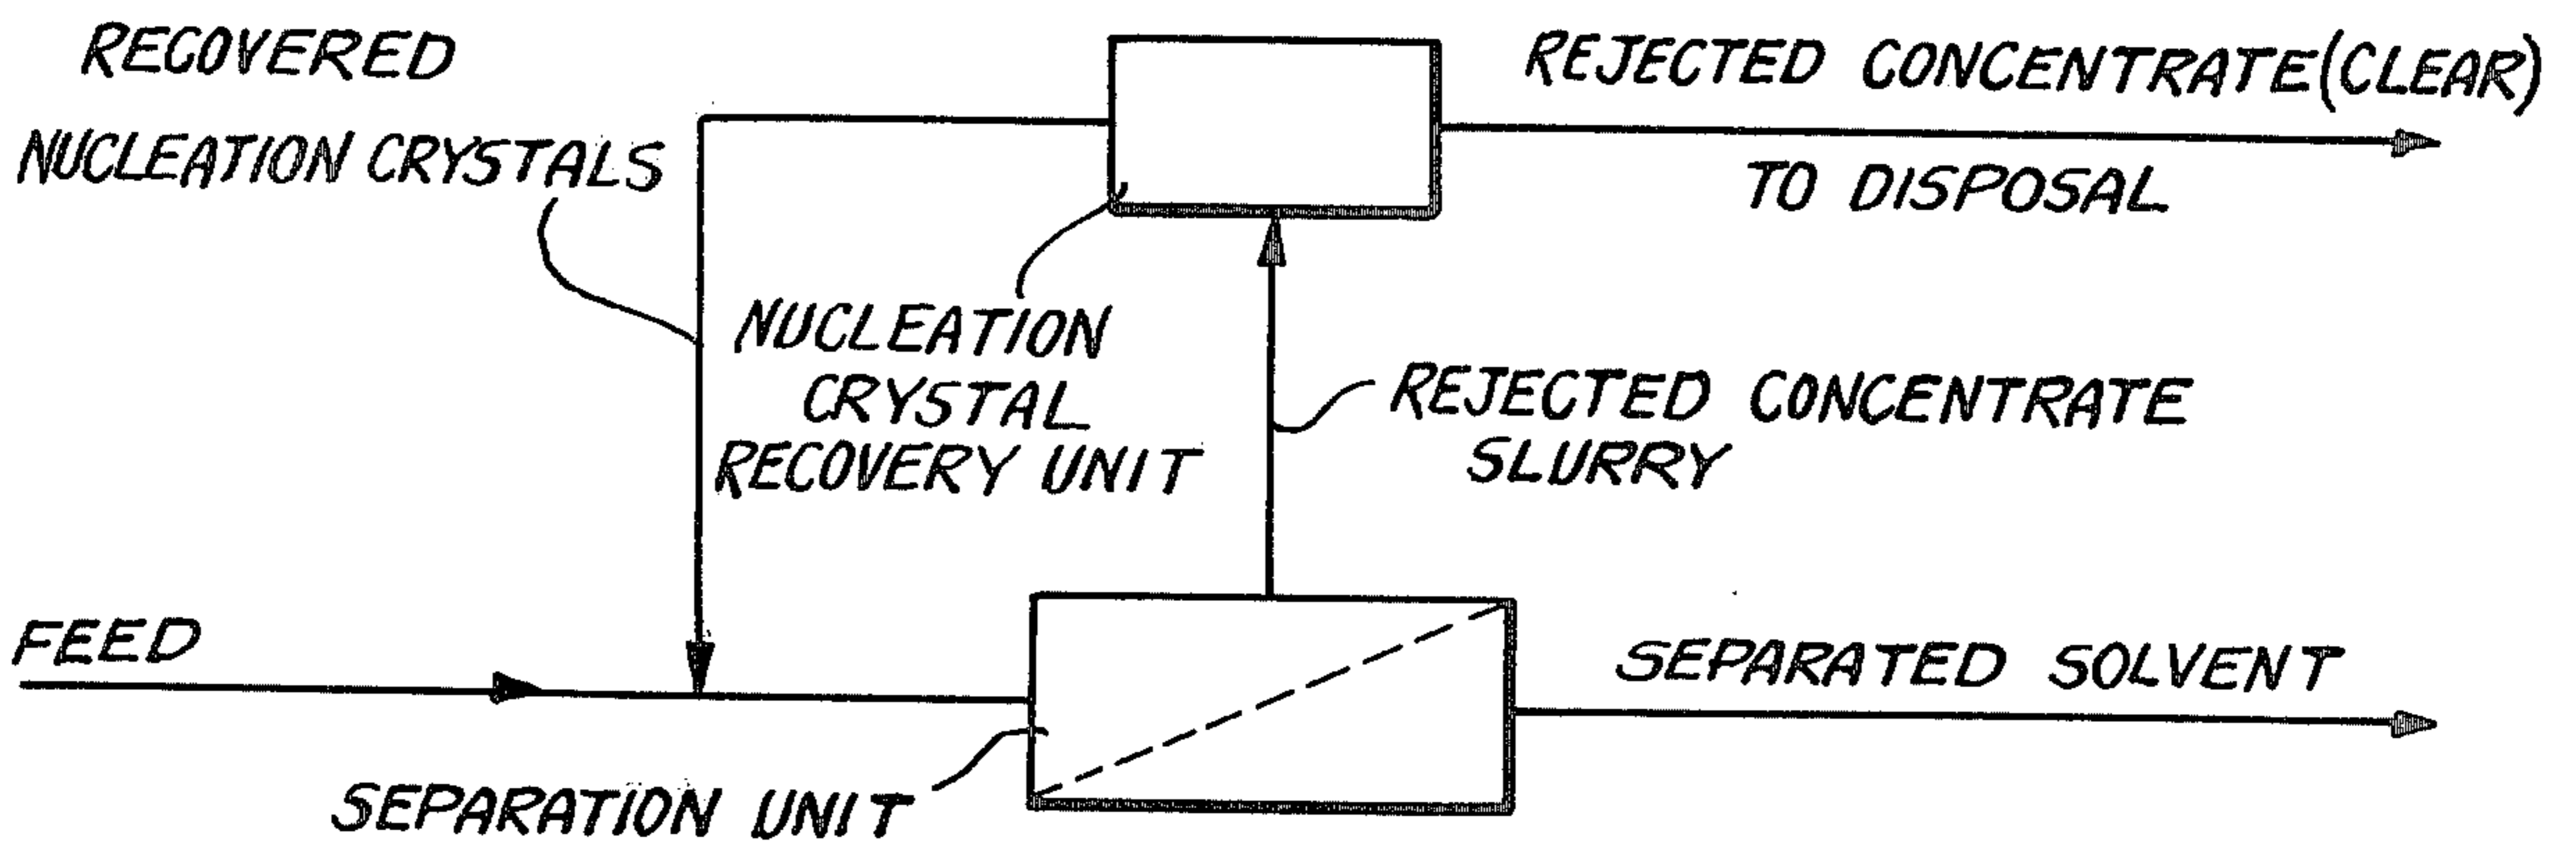 RECOVERED
NUCLEATION CRYSTALS
REJECTED CONCENTRATE(CLEAR)
TO DISPOSAL
NUCLEATION
CRYSTAL
RECOVERY UNIT
REJECTED CONCENTRATE
SLURRY
FEED
SEPARATED SOLVENT
SEPARATION UNIT